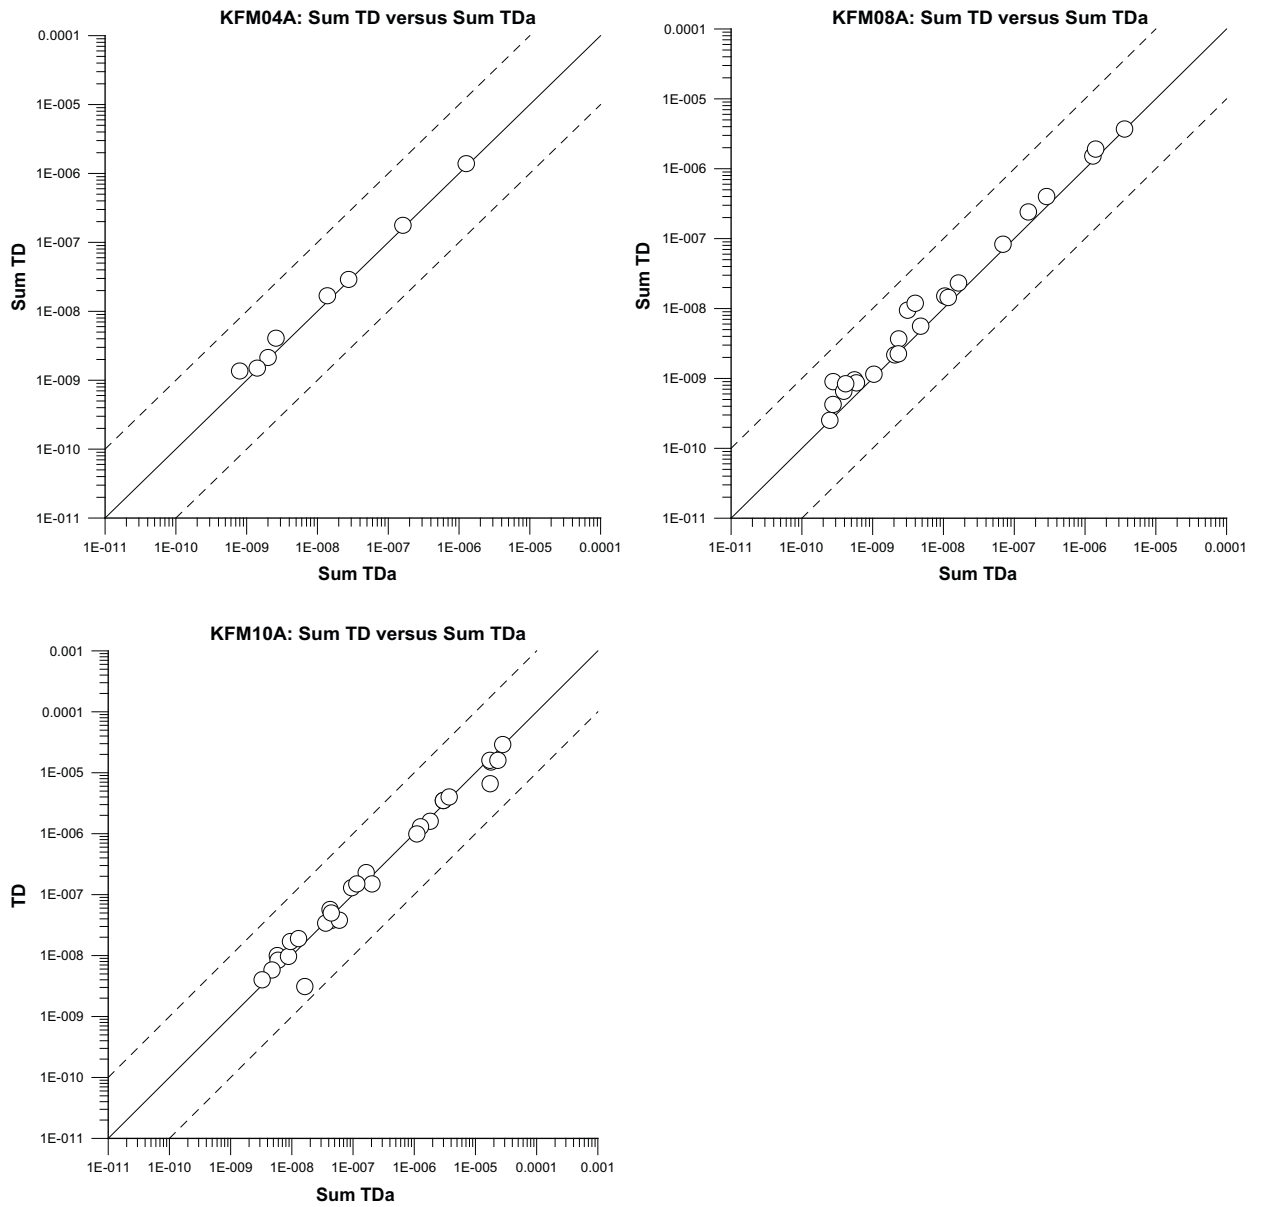 KFM04A: Sum TD versus Sum TDa
0.0001
1E-005
1E-006
1E-007
1E-008
1E-009
1E-010
1E-011
Sum TD
1E-011 1E-010 1E-009 1E-008 1E-007 1E-006 1E-005 0.0001
Sum TDa
KFM08A: Sum TD versus Sum TDa
0.0001
1E-005
1E-006
1E-007
1E-008
1E-009
1E-010
1E-011
Sum TD
1E-011 1E-010 1E-009 1E-008 1E-007 1E-006 1E-005 0.0001
Sum TDa
KFM10A: Sum TD versus Sum TDa
0.001
0.0001
1E-005
1E-006
1E-007
1E-008
1E-009
1E-010
1E-011
TD
1E-011 1E-010 1E-009 1E-008 1E-007 1E-006 1E-005 0.0001 0.001
Sum TDa